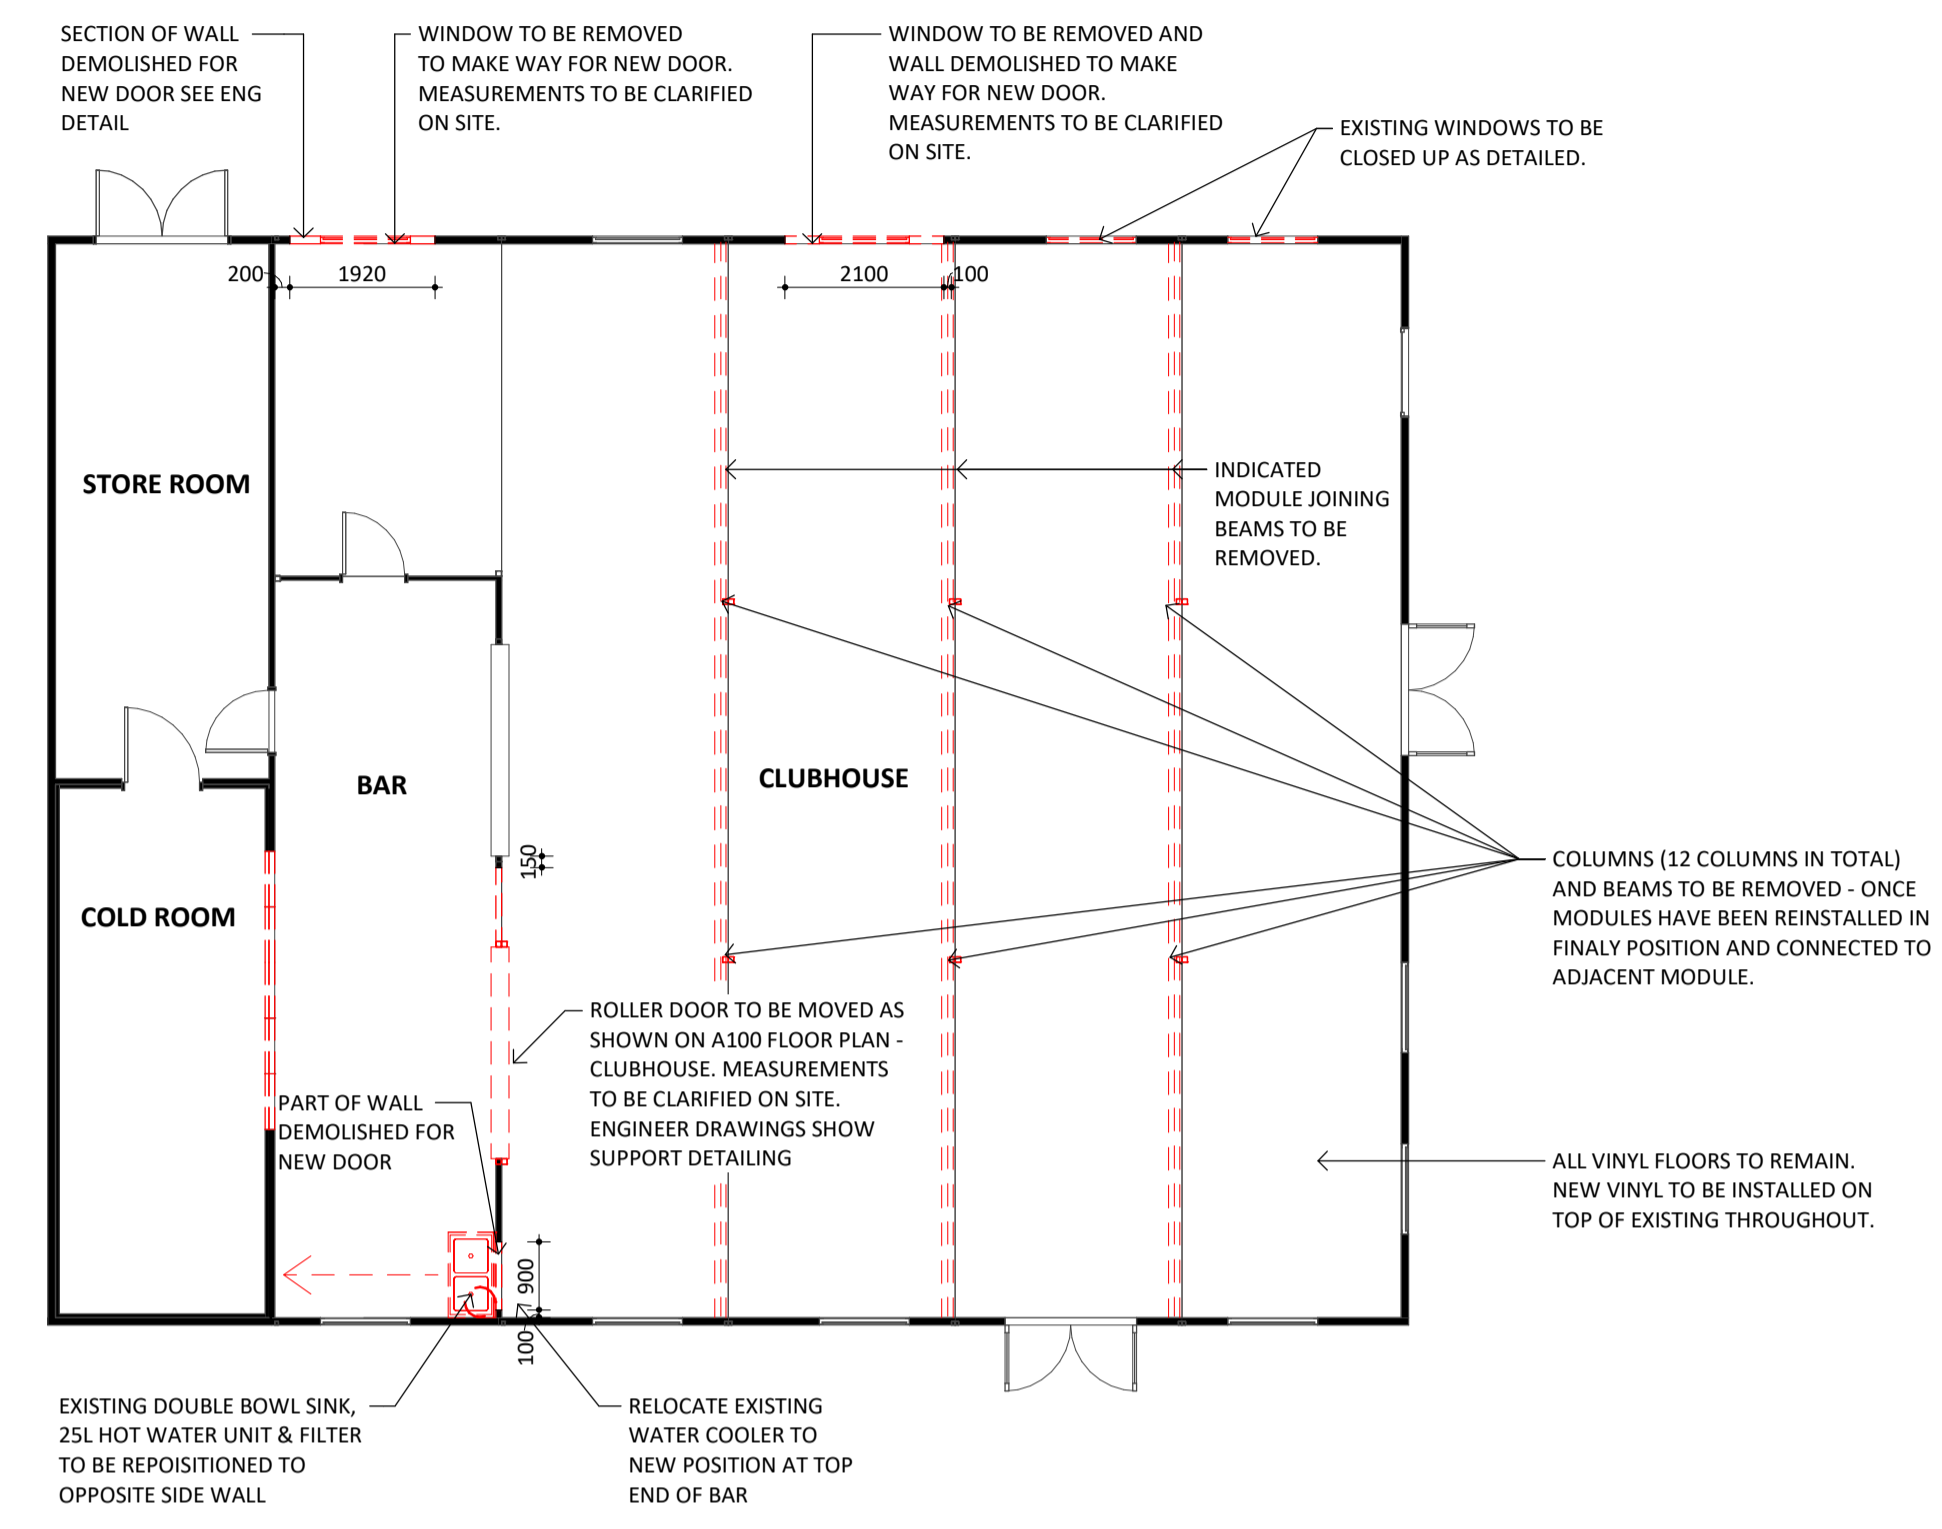 SECTION OF WALL
DEMOLISHED FOR
NEW DOOR SEE ENG
DETAIL
WINDOW TO BE REMOVED
TO MAKE WAY FOR NEW DOOR.
MEASUREMENTS TO BE CLARIFIED
ON SITE.
WINDOW TO BE REMOVED AND
WALL DEMOLISHED TO MAKE
WAY FOR NEW DOOR.
MEASUREMENTS TO BE CLARIFIED
ON SITE.
EXISTING WINDOWS TO BE
CLOSED UP AS DETAILED.
200
1920
2100
100
STORE ROOM
INDICATED
MODULE JOINING
BEAMS TO BE
REMOVED.
BAR
CLUBHOUSE
150
COLUMNS (12 COLUMNS IN TOTAL)
AND BEAMS TO BE REMOVED - ONCE
MODULES HAVE BEEN REINSTALLED IN
FINALY POSITION AND CONNECTED TO
ADJACENT MODULE.
COLD ROOM
ROLLER DOOR TO BE MOVED AS
SHOWN ON A100 FLOOR PLAN -
CLUBHOUSE. MEASUREMENTS
TO BE CLARIFIED ON SITE.
ENGINEER DRAWINGS SHOW
SUPPORT DETAILING
PART OF WALL
DEMOLISHED FOR
NEW DOOR
ALL VINYL FLOORS TO REMAIN.
NEW VINYL TO BE INSTALLED ON
TOP OF EXISTING THROUGHOUT.
900
100
EXISTING DOUBLE BOWL SINK,
25L HOT WATER UNIT & FILTER
TO BE REPOISITIONED TO
OPPOSITE SIDE WALL
RELOCATE EXISTING
WATER COOLER TO
NEW POSITION AT TOP
END OF BAR